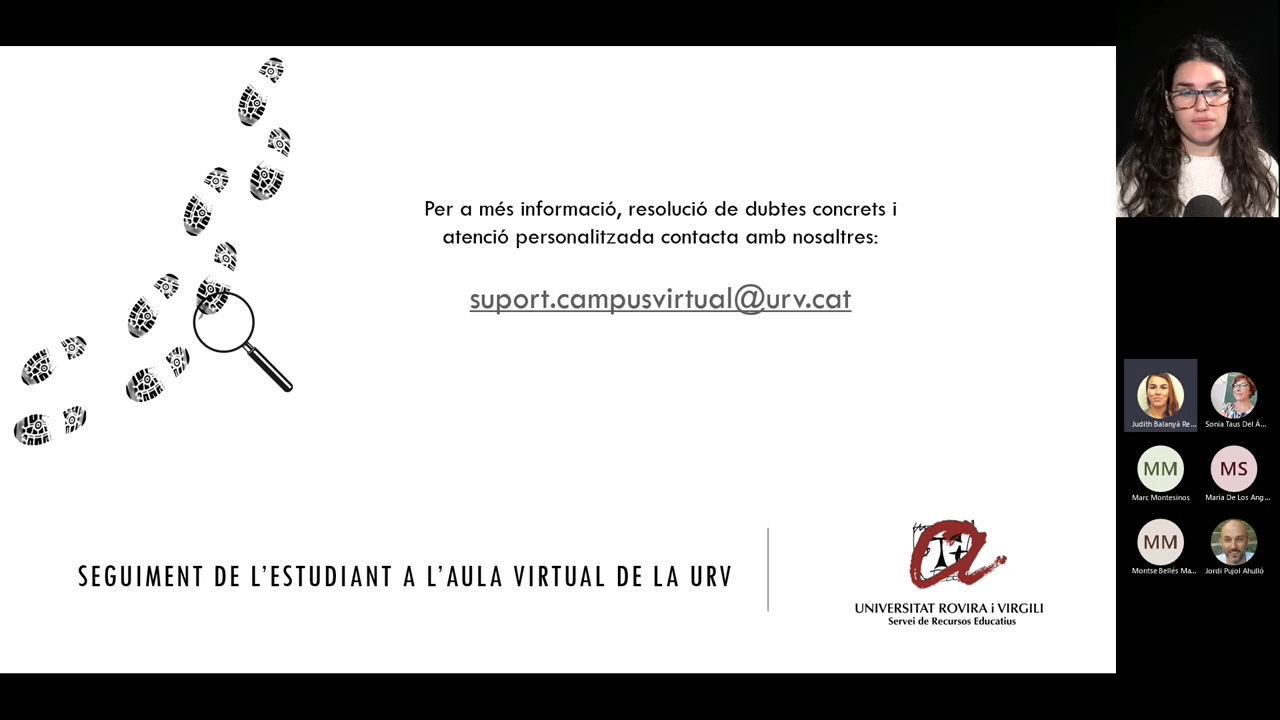 Per a més informació, resolució de dubtes concrets i
atenció personalitzada contacta amb nosaltres:
suport.campusvirtual@urv.cat
SEGUIMENT DE L'ESTUDIANT A L'AULA VIRTUAL DE LA URV
UNIVERSITAT ROVIRA i VIRGILI
Servei de Recursos Educatius
Judith Balanyà Re...
Sonia Taus Del Á...
MM
MS
Marc Montesinos
Maria De Los Ang...
MM
Montse Bellés Ma...
Jordi Pujol Ahulló